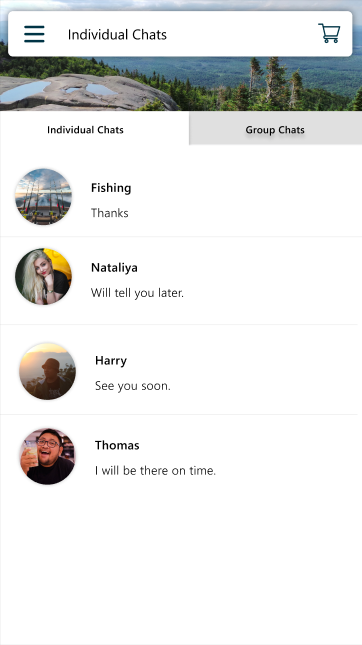 Individual Chats
Individual Chats
Group Chats
Fishing
Thanks
Nataliya
Will tell you later.
Harry
See you soon.
Thomas
I will be there on time.